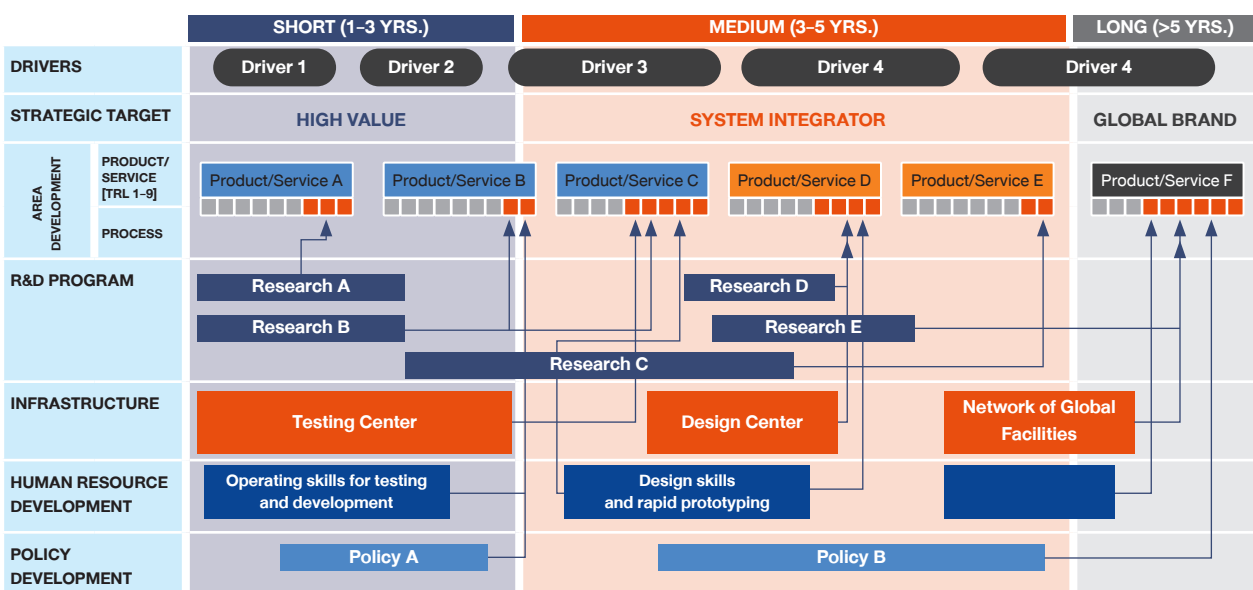 SHORT (1–3 YRS.)
MEDIUM (3–5 YRS.)
LONG (>5 YRS.)
DRIVERS
Driver 1
Driver 2
Driver 3
Driver 4
Driver 4
STRATEGIC TARGET
HIGH VALUE
SYSTEM INTEGRATOR
GLOBAL BRAND
AREA
DEVELOPMENT
PRODUCT/
SERVICE
[TRL 1–9]
PROCESS
Product/Service A
Product/Service B
Product/Service C
Product/Service D
Product/Service E
Product/Service F
R&D PROGRAM
Research A
Research D
Research B
Research E
Research C
INFRASTRUCTURE
Testing Center
Design Center
Network of Global
Facilities
HUMAN RESOURCE
DEVELOPMENT
Operating skills for testing
and development
Design skills
and rapid prototyping
POLICY
DEVELOPMENT
Policy A
Policy B